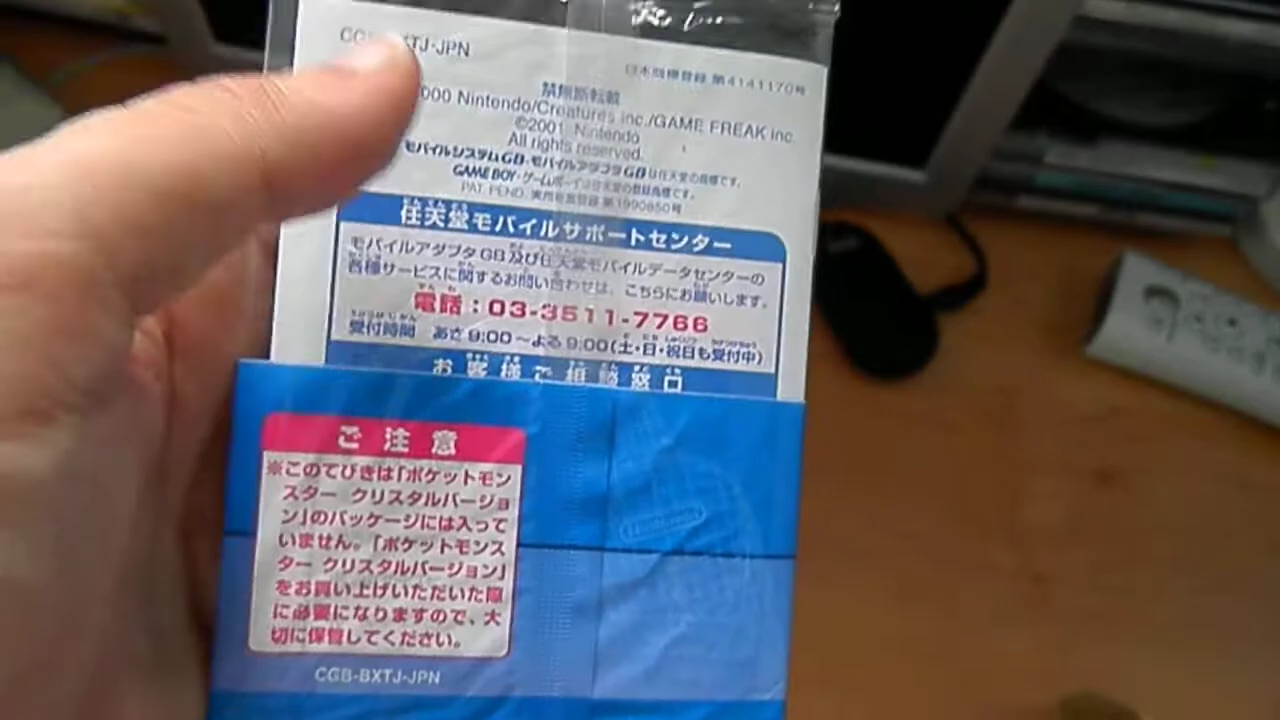 TJ-JPN
日本商標登録 第4141170号
禁無断転載
000 Nintendo/Creatures inc./GAME FREAK inc.
©2001 Nintendo
All rights reserved.
モバイルシステムGB・モバイルアダプタGBは任天堂の商標です。
GAME BOY・ゲームボーイは任天堂の登録商標です。
PAT. PEND. 実用新案登録 第1990850号
任天堂モバイルサポートセンター
モバイルアダプタGB及び任天堂モバイルデータセンターの
各種サービスに関するお問い合わせは、こちらにお願いします。
電話：03-3511-7766
受付時間 あさ9:00～よる9:00(土・日・祝日も受付中)
お客様ご相談窓口
ご注意
※このてびきは「ポケットモン
スター クリスタルバージョ
ン」のパッケージには入って
いません。「ポケットモンス
ター クリスタルバージョン」
をお買い上げいただいた際
に必要になりますので、大
切に保管してください。
Nintendo
CGB-BXTJ-JPN